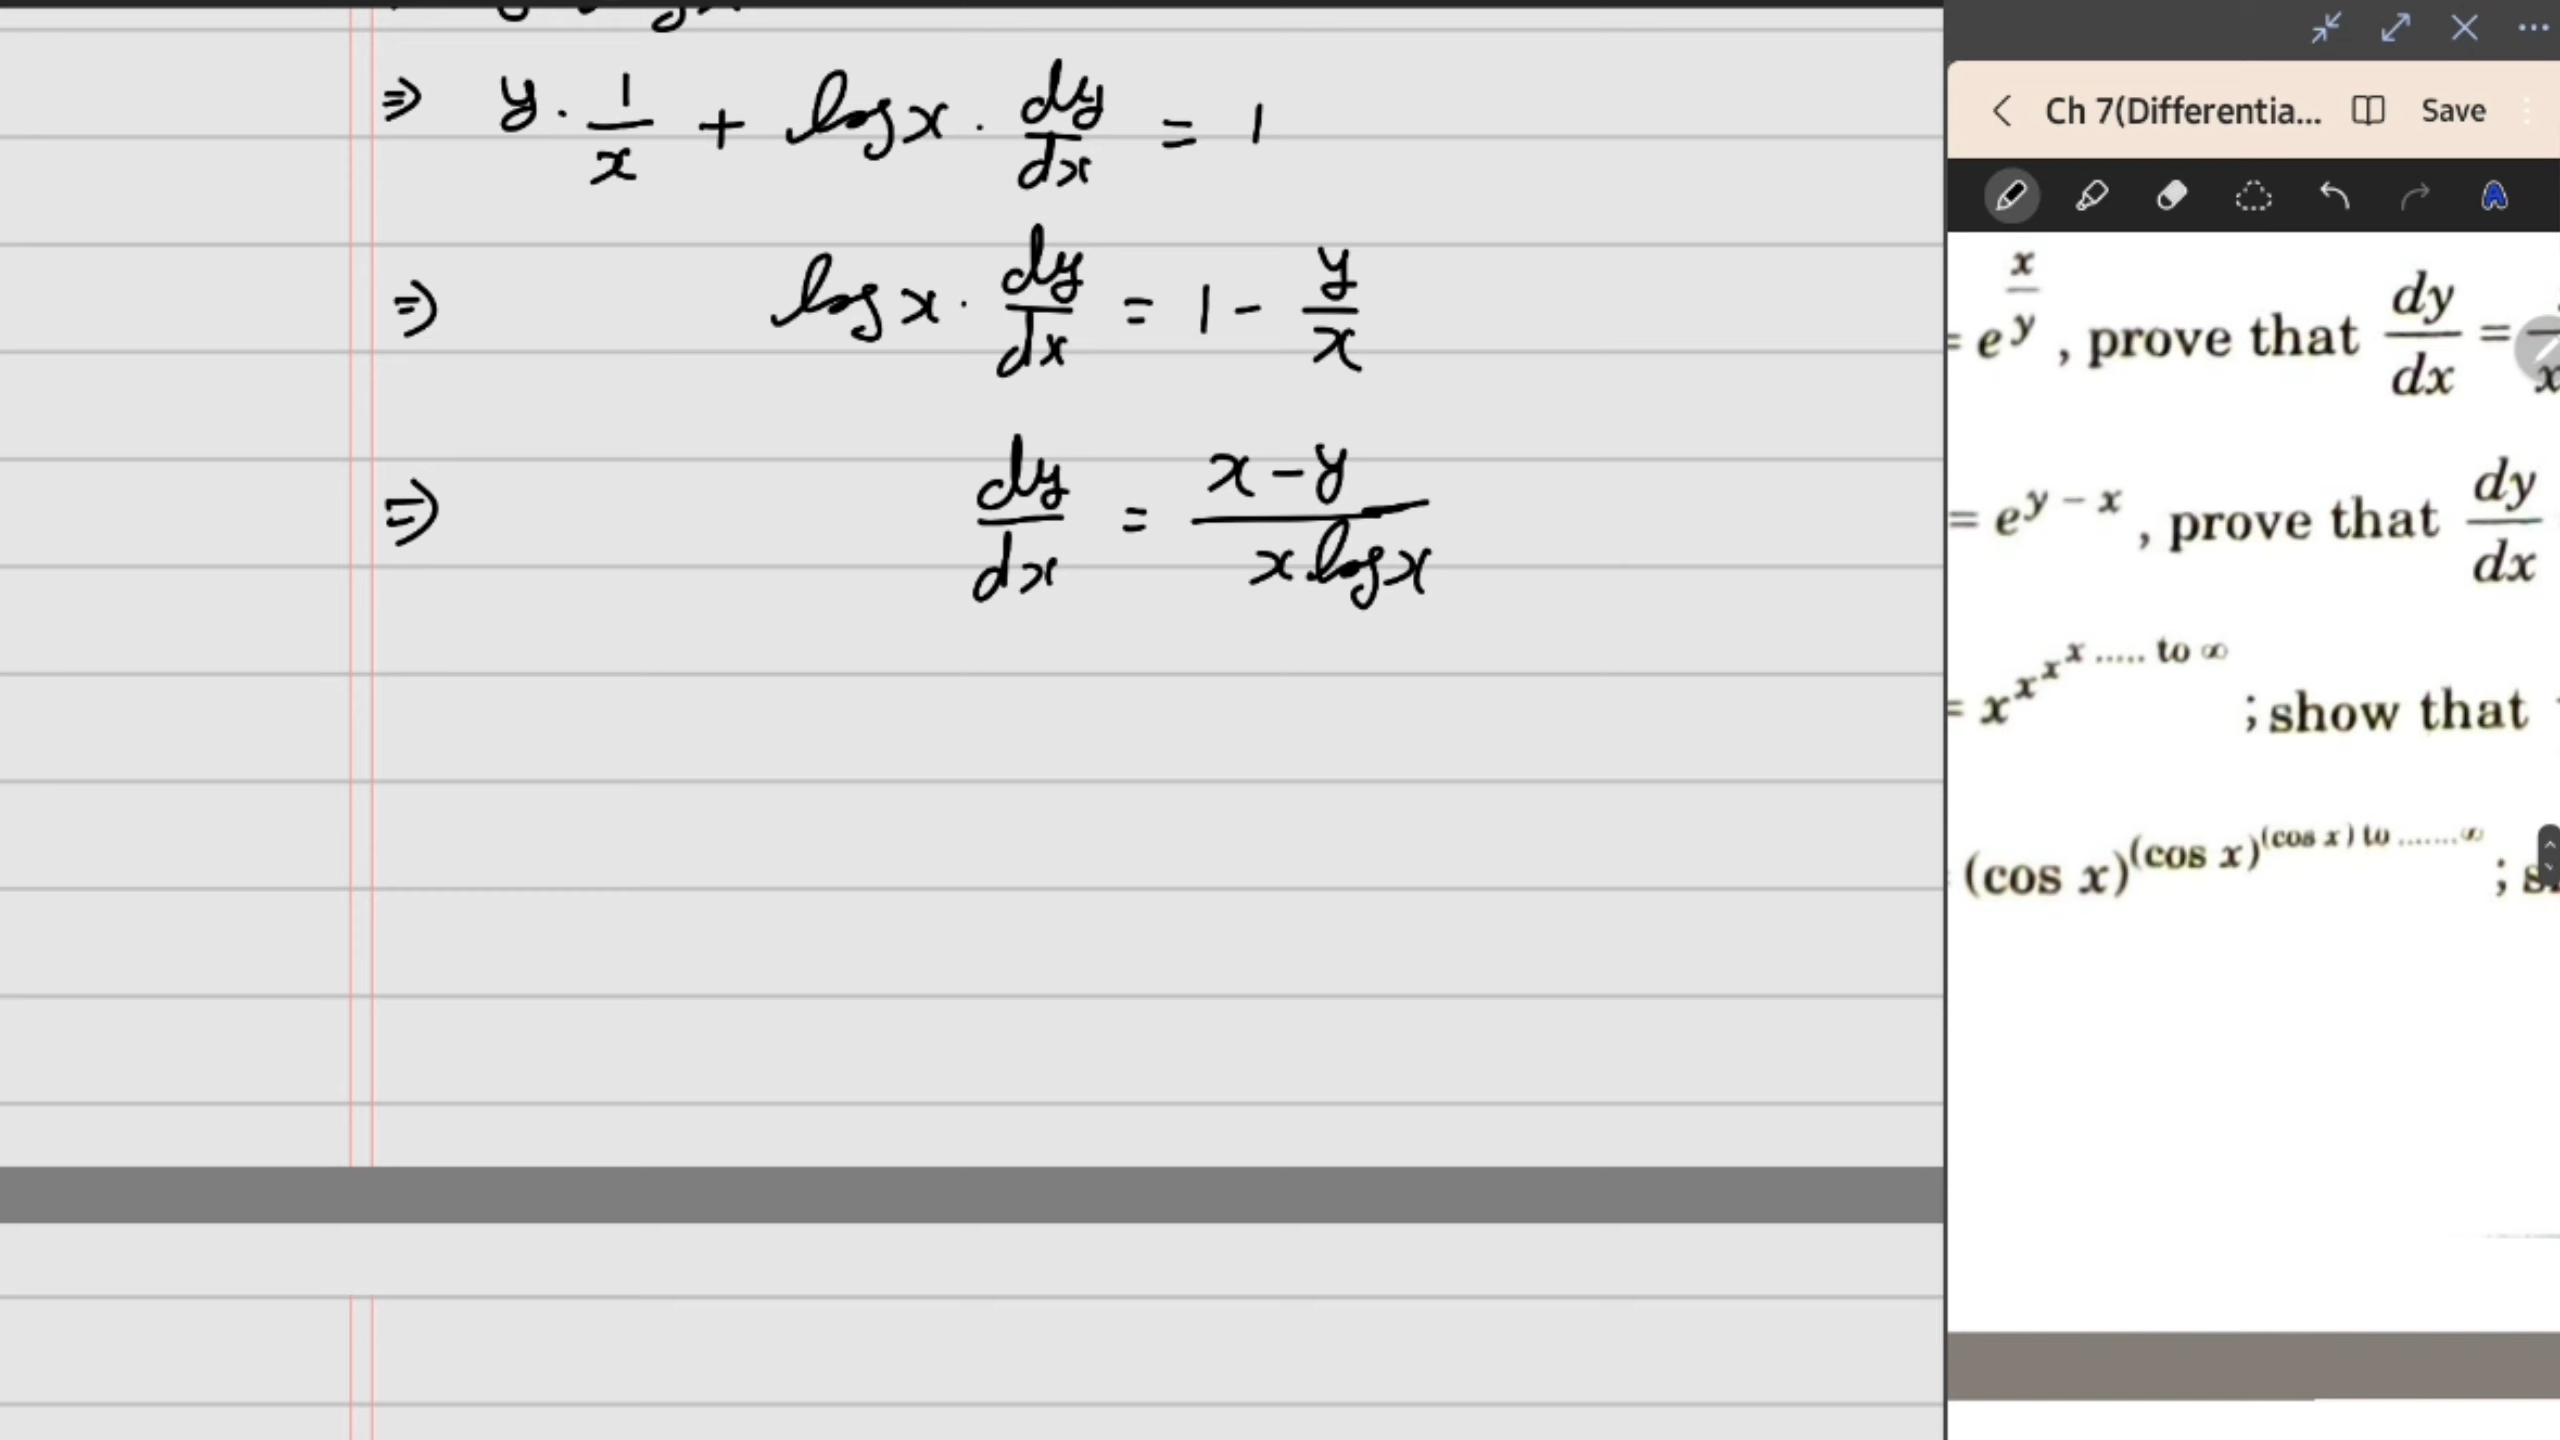 ⇒ y · 1/x + log x · dy/dx = 1
⇒ log x · dy/dx = 1 - y/x
⇒ dy/dx = x-y / x.log x
Ch 7(Differentia... Save
= e^(x/y), prove that dy/dx =
= e^(y-x), prove that dy/dx
= x^x^x^x ..... to ∞ ; show that
(cos x)^(cos x)^(cos x) to .......∞ ;